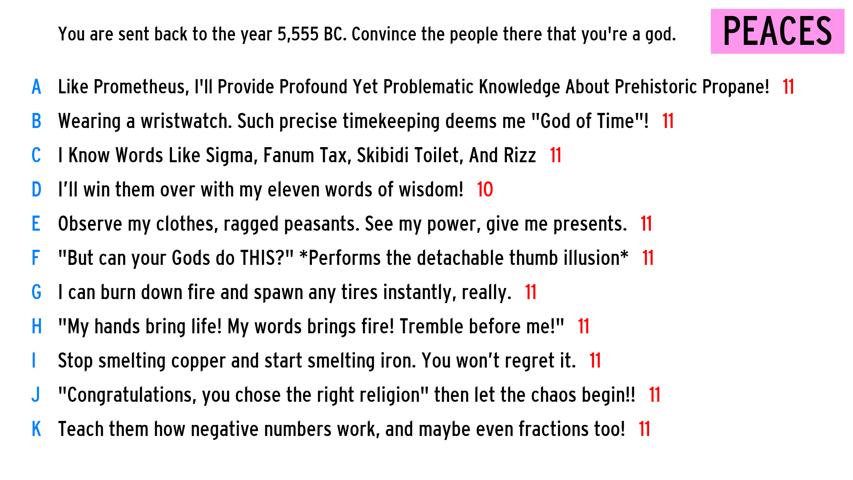 You are sent back to the year 5,555 BC. Convince the people there that you're a god.
PEACES
A Like Prometheus, I'll Provide Profound Yet Problematic Knowledge About Prehistoric Propane! 11
B Wearing a wristwatch. Such precise timekeeping deems me "God of Time"! 11
C I Know Words Like Sigma, Fanum Tax, Skibidi Toilet, And Rizz 11
D I’ll win them over with my eleven words of wisdom! 10
E Observe my clothes, ragged peasants. See my power, give me presents. 11
F "But can your Gods do THIS?" *Performs the detachable thumb illusion* 11
G I can burn down fire and spawn any tires instantly, really. 11
H "My hands bring life! My words brings fire! Tremble before me!" 11
I Stop smelting copper and start smelting iron. You won’t regret it. 11
J "Congratulations, you chose the right religion" then let the chaos begin!! 11
K Teach them how negative numbers work, and maybe even fractions too! 11